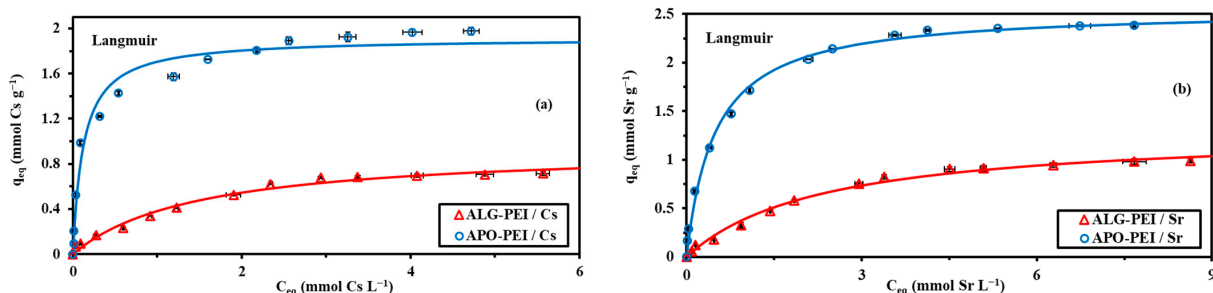 Langmuir
(a)
q_eq (mmol Cs g⁻¹)
2
1.6
1.2
0.8
0.4
0
0
2
4
6
C_eq (mmol Cs L⁻¹)
ALG-PEI / Cs
APO-PEI / Cs
Langmuir
(b)
q_eq (mmol Sr g⁻¹)
2.5
2
1.5
1
0.5
0
0
3
6
9
C_eq (mmol Sr L⁻¹)
ALG-PEI / Sr
APO-PEI / Sr